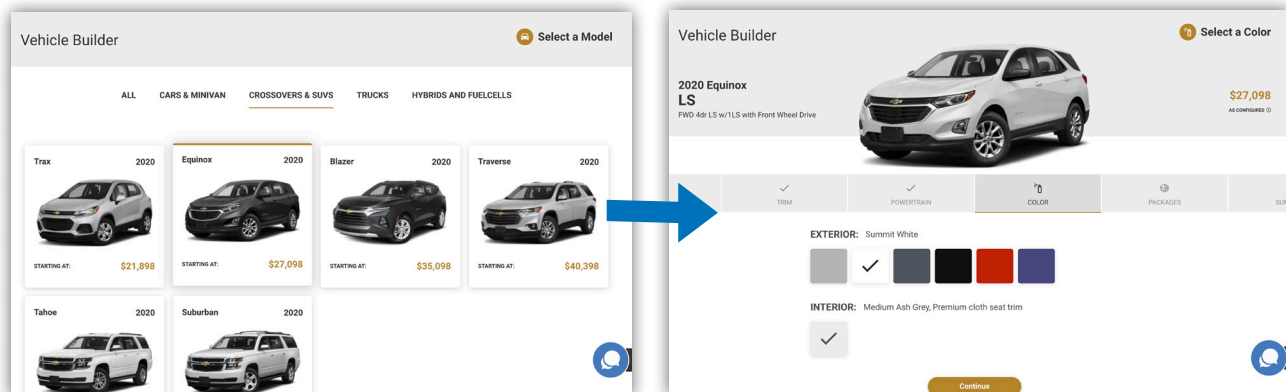 Vehicle Builder
Select a Model
ALL CARS & MINIVAN CROSSOVERS & SUVS TRUCKS HYBRIDS AND FUELCELLS
Trax 2020
STARTING AT: $21,898
Equinox 2020
STARTING AT: $27,098
Blazer 2020
STARTING AT: $35,098
Traverse 2020
STARTING AT: $40,398
Tahoe 2020
Suburban 2020
Vehicle Builder
Select a Color
2020 Equinox
LS
FWD 4dr LS w/1LS with Front Wheel Drive
$27,098
AS CONFIGURED
TRIM POWERTRAIN COLOR PACKAGES
EXTERIOR: Summit White
INTERIOR: Medium Ash Grey, Premium cloth seat trim
Continue